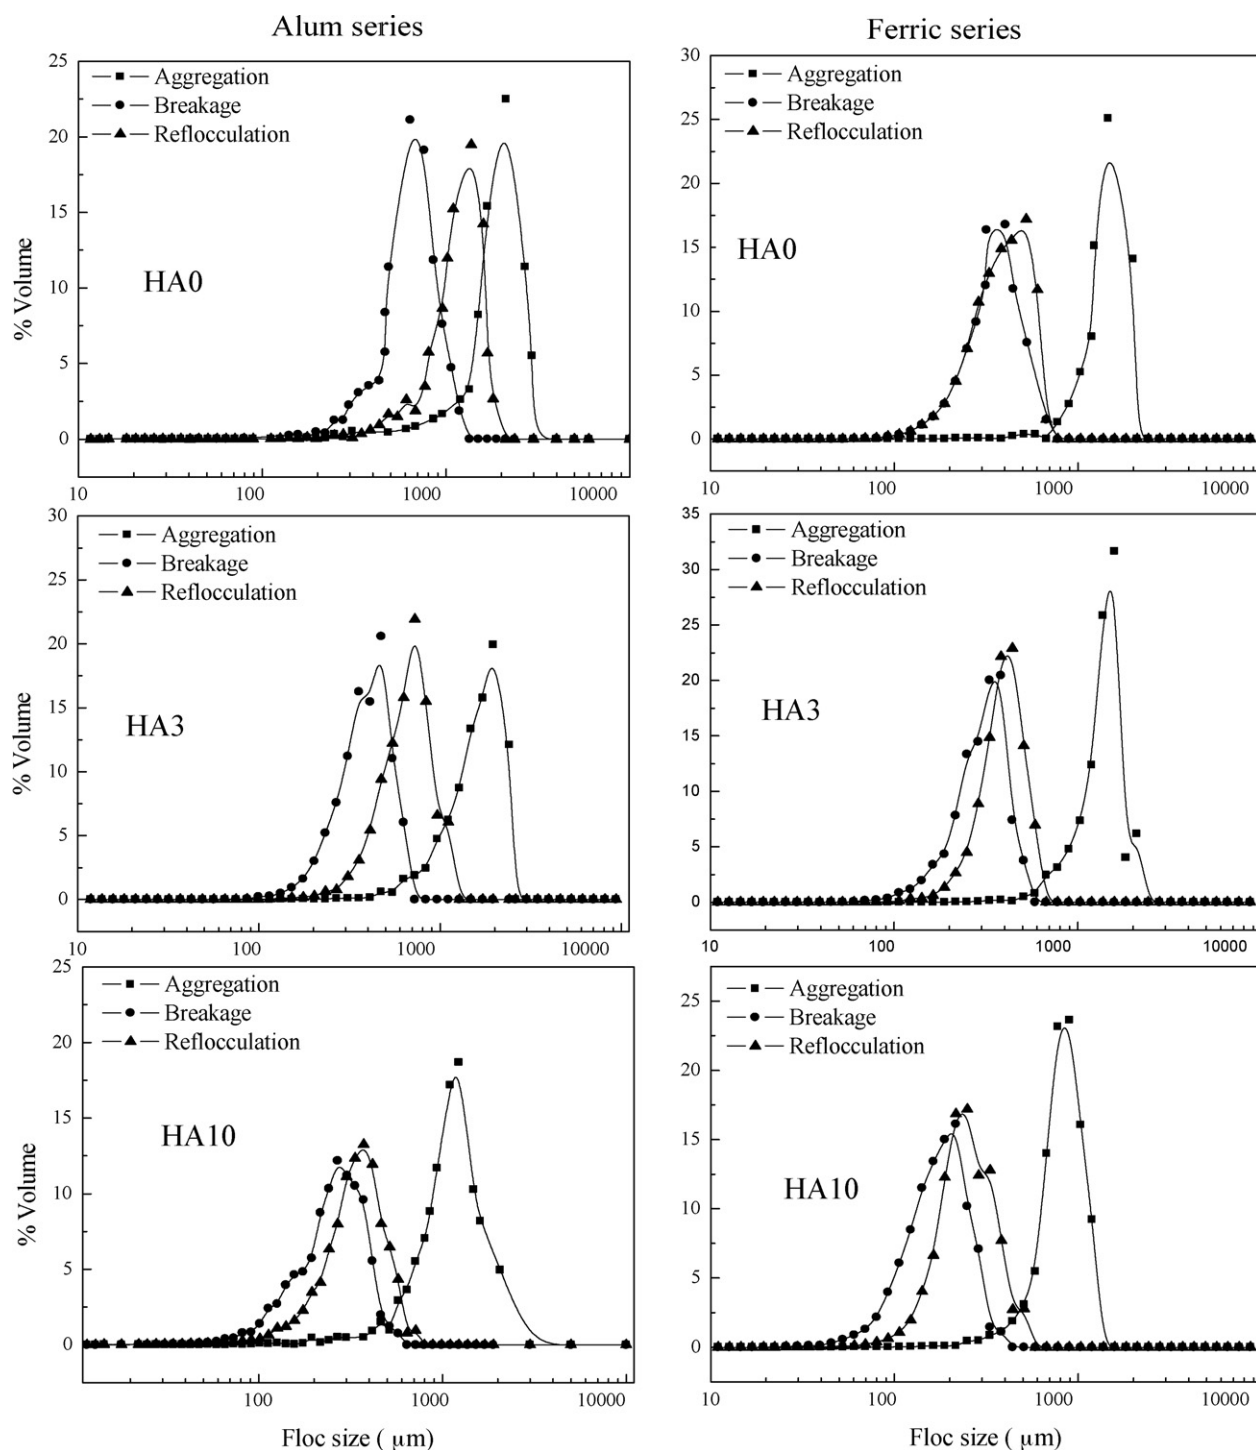 Alum series
Ferric series
25
20
15
10
5
0
% Volume
Aggregation
Breakage
Reflocculation
HA0
10
100
1000
10000
30
25
20
15
10
5
0
Aggregation
Breakage
Reflocculation
HA0
10
100
1000
10000
30
25
20
15
10
5
0
% Volume
Aggregation
Breakage
Reflocculation
HA3
10
100
1000
10000
35
30
25
20
15
10
5
0
Aggregation
Breakage
Reflocculation
HA3
10
100
1000
10000
25
20
15
10
5
0
% Volume
Aggregation
Breakage
Reflocculation
HA10
100
1000
10000
Floc size ( µm)
25
20
15
10
5
0
Aggregation
Breakage
Reflocculation
HA10
10
100
1000
10000
Floc size ( µm)